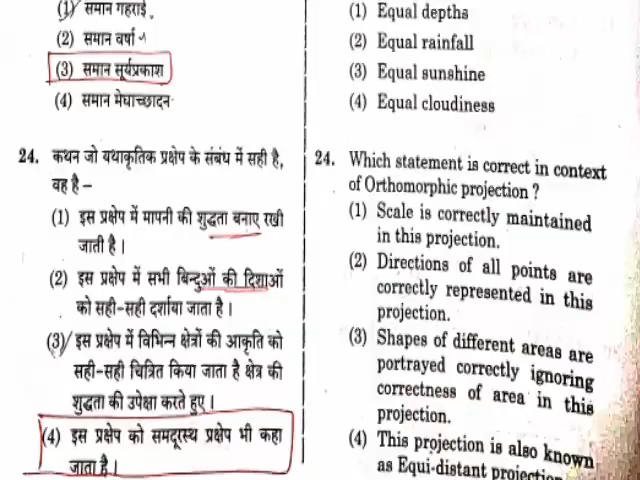 (1) समान गहराई
(2) समान वर्षा
(3) समान सूर्यप्रकाश
(4) समान मेघाच्छादन
24. कथन जो यथाकृतिक प्रक्षेप के संबंध में सही है,
वह है –
(1) इस प्रक्षेप में मापनी की शुद्धता बनाए रखी
जाती है।
(2) इस प्रक्षेप में सभी बिन्दुओं की दिशाओं
को सही-सही दर्शाया जाता है।
(3) इस प्रक्षेप में विभिन्न क्षेत्रों की आकृति को
सही-सही चित्रित किया जाता है क्षेत्र की
शुद्धता की उपेक्षा करते हुए।
(4) इस प्रक्षेप को समदूरस्थ प्रक्षेप भी कहा
जाता है।
(1) Equal depths
(2) Equal rainfall
(3) Equal sunshine
(4) Equal cloudiness
24. Which statement is correct in context
of Orthomorphic projection ?
(1) Scale is correctly maintained
in this projection.
(2) Directions of all points are
correctly represented in this
projection.
(3) Shapes of different areas are
portrayed correctly ignoring
correctness of area in this
projection.
(4) This projection is also known
as Equi-distant projection